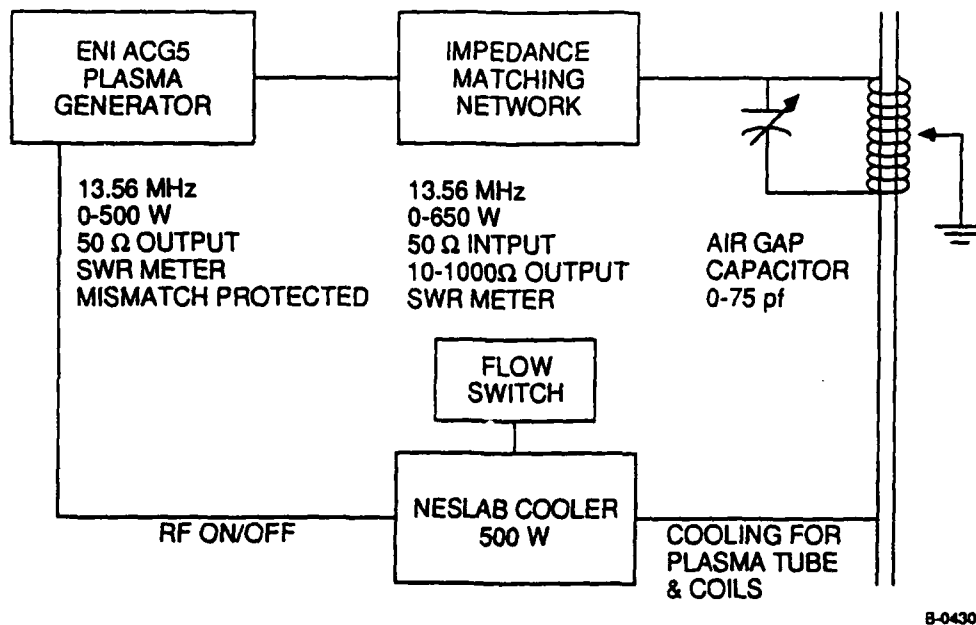 ENI ACG5
PLASMA
GENERATOR
IMPEDANCE
MATCHING
NETWORK
13.56 MHz
0-500 W
50 Ω OUTPUT
SWR METER
MISMATCH PROTECTED
13.56 MHz
0-650 W
50 Ω INTPUT
10-1000Ω OUTPUT
SWR METER
AIR GAP
CAPACITOR
0-75 pf
FLOW
SWITCH
NESLAB COOLER
500 W
RF ON/OFF
COOLING FOR
PLASMA TUBE
& COILS
B-0430